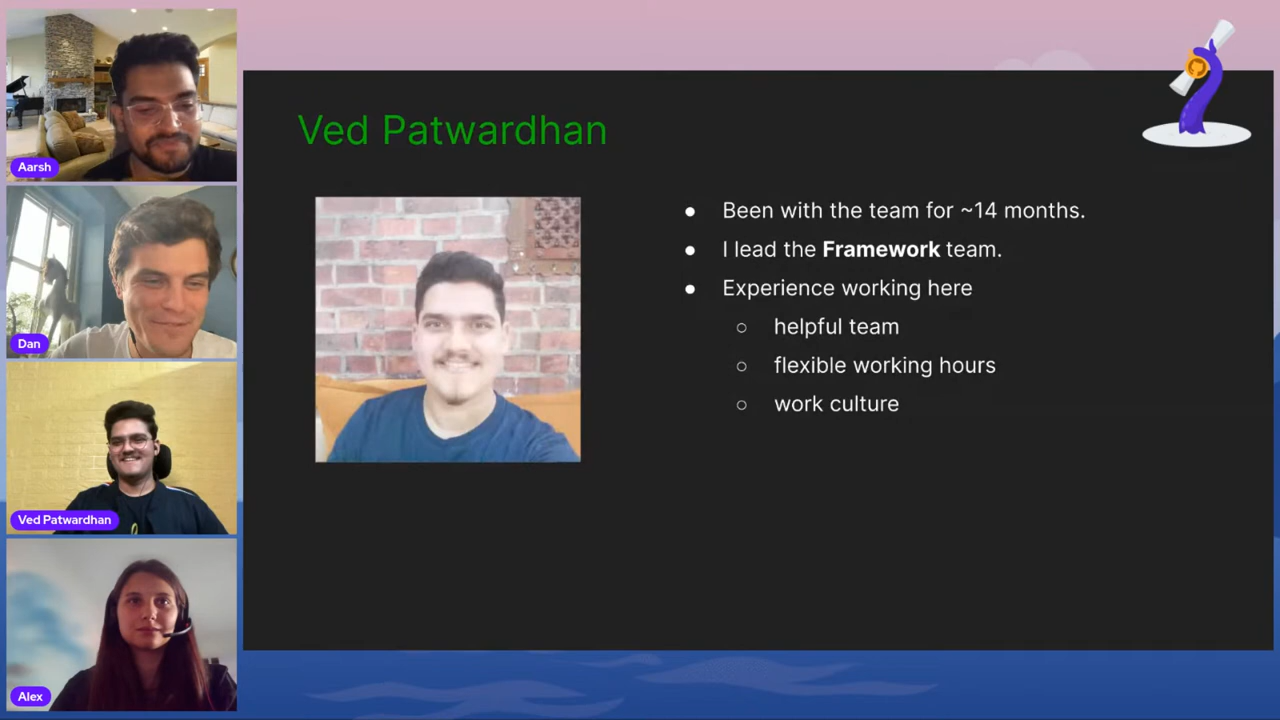 Aarsh
Dan
Ved Patwardhan
Alex
Ved Patwardhan
● Been with the team for ~14 months.
● I lead the Framework team.
● Experience working here
○ helpful team
○ flexible working hours
○ work culture